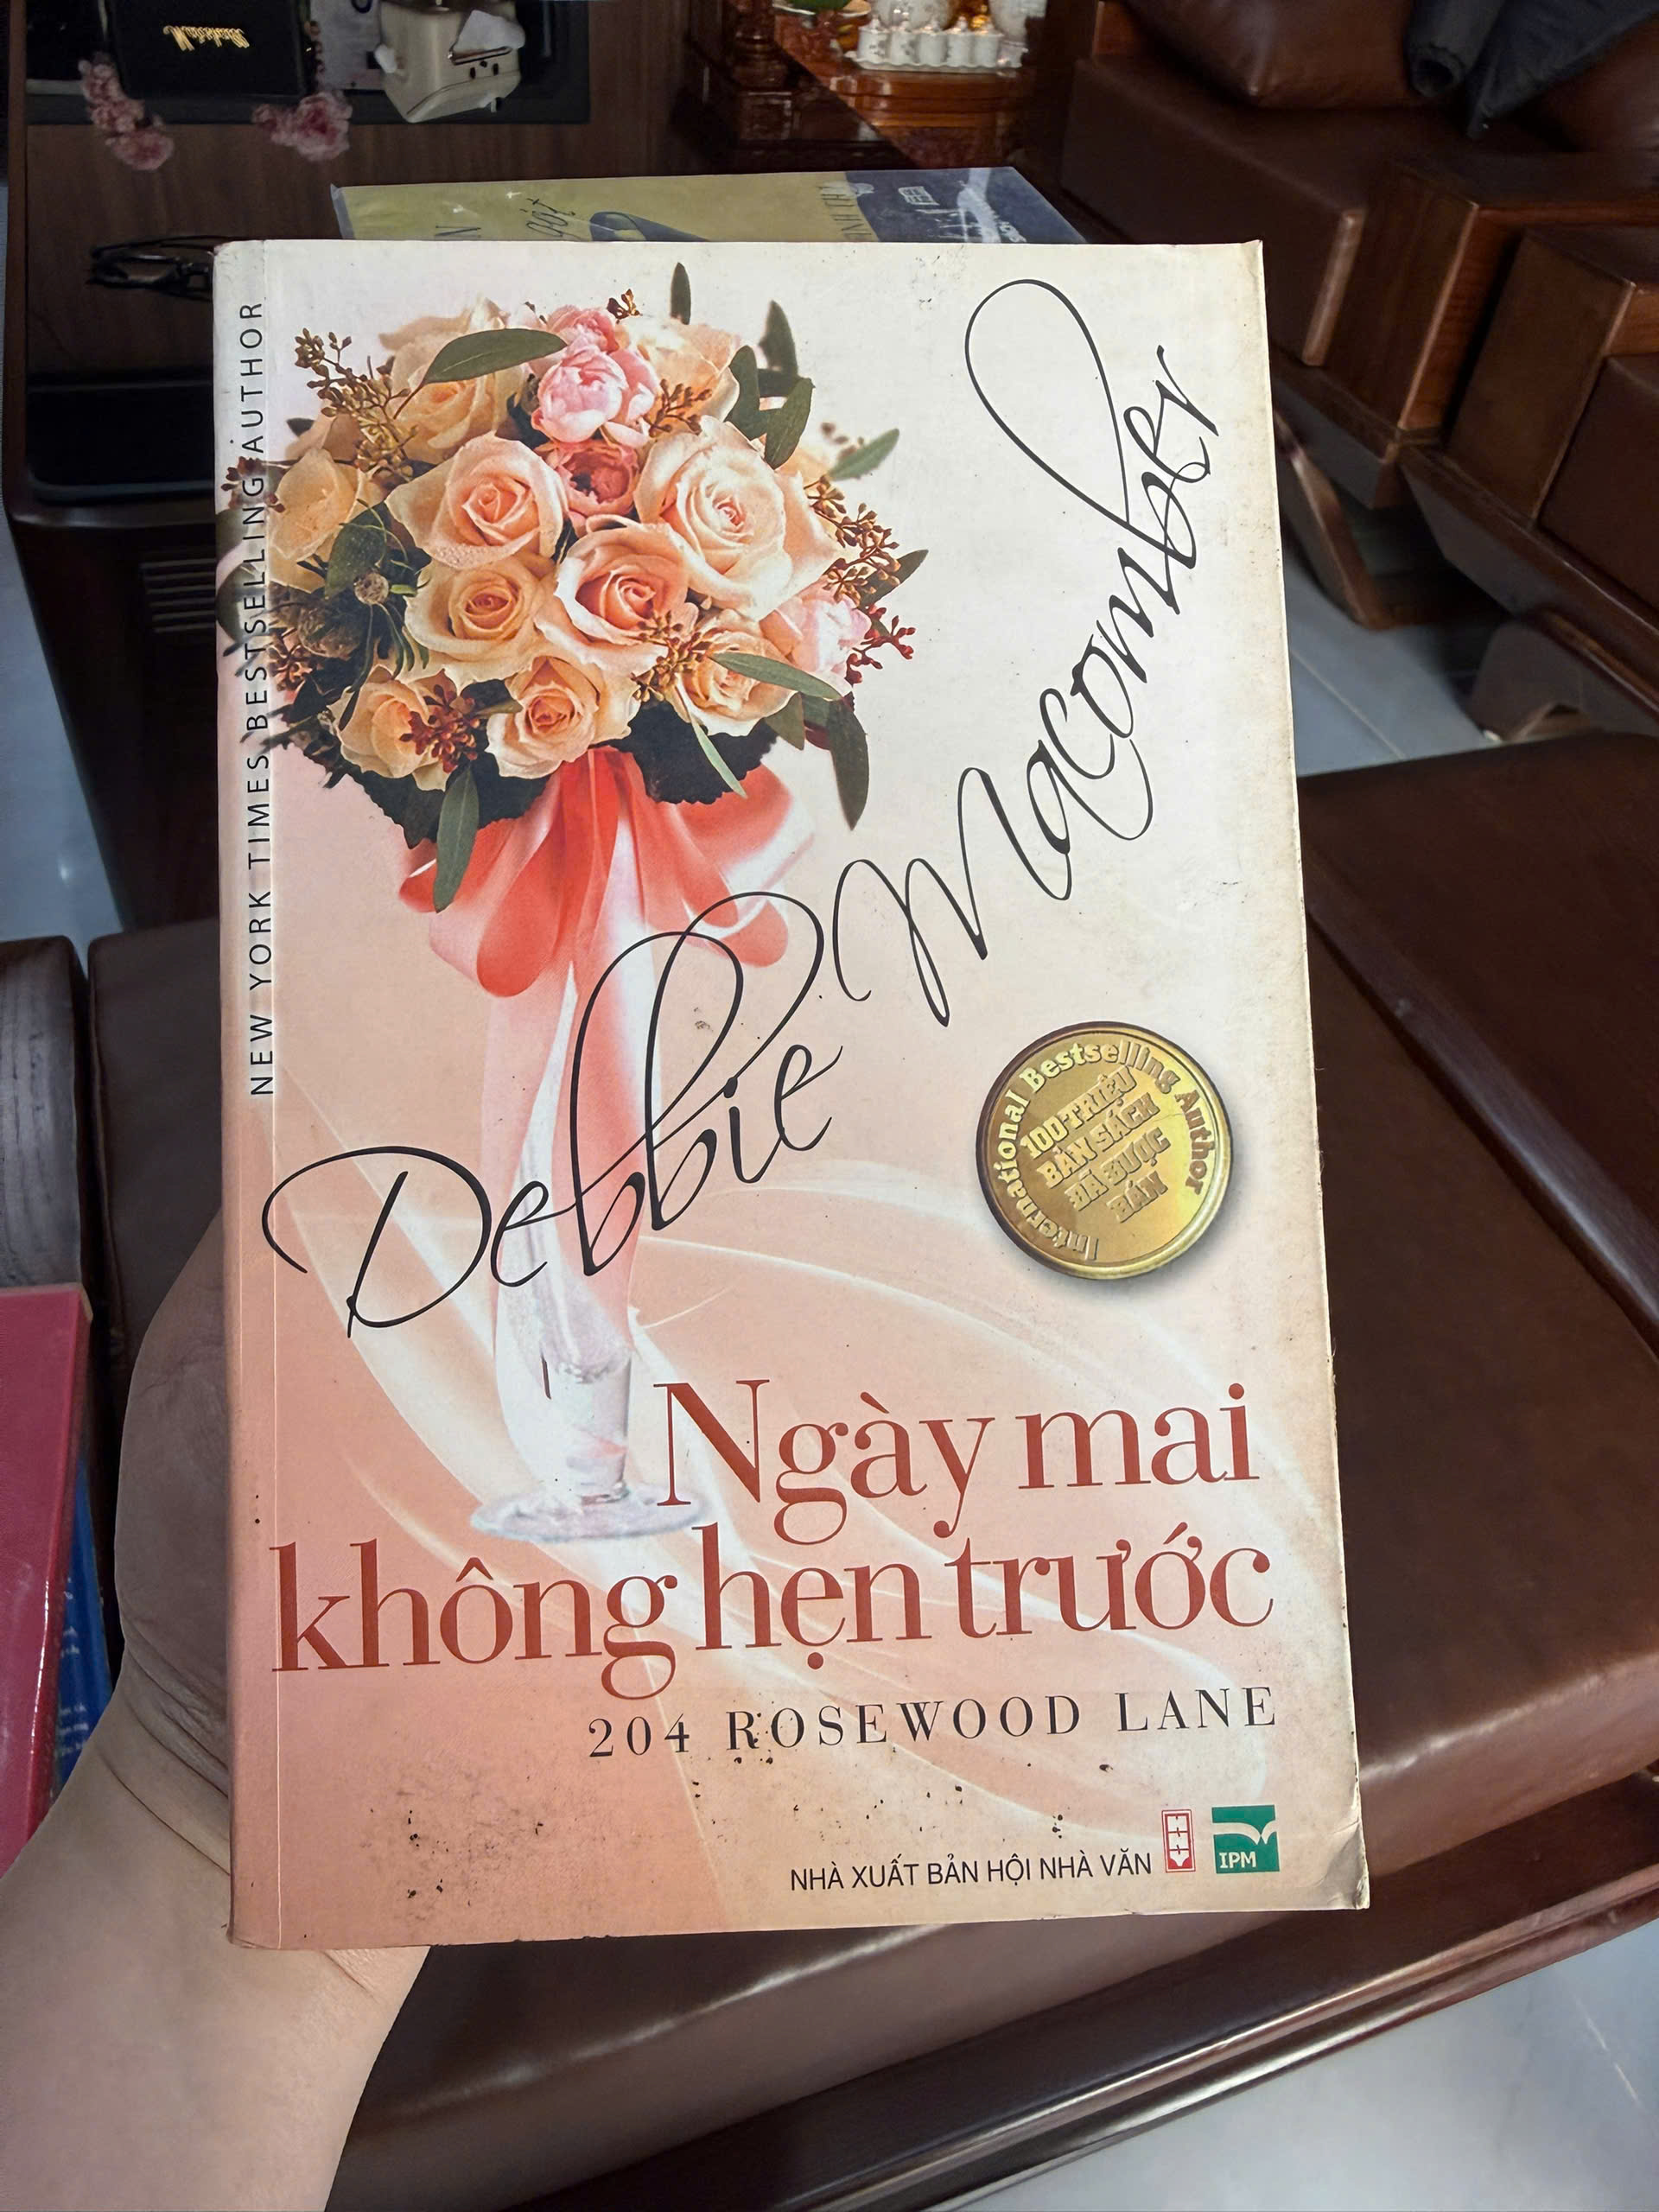 NEW YORK TIMES BESTSELLING AUTHOR
Debbie Macomber
International Bestselling Author
100 TRIỆU
BẢN SÁCH
ĐÃ ĐƯỢC
BÁN
Ngày mai
không hẹn trước
204 ROSEWOOD LANE
NHÀ XUẤT BẢN HỘI NHÀ VĂN
IPM